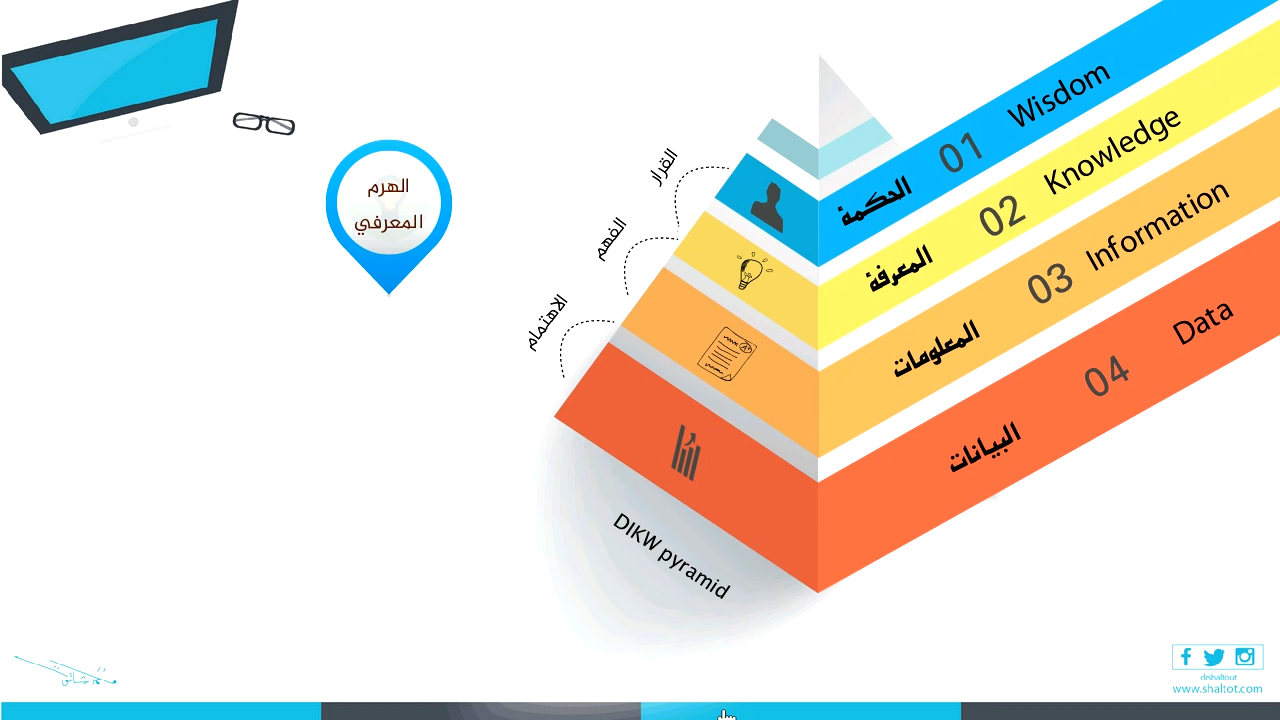 الهرم
المعرفي
القرار
الفهم
الاهتمام
الحكمة 01 Wisdom
المعرفة 02 Knowledge
المعلومات 03 Information
البيانات 04 Data
DIKW pyramid
drshaltout
www.shaltot.com